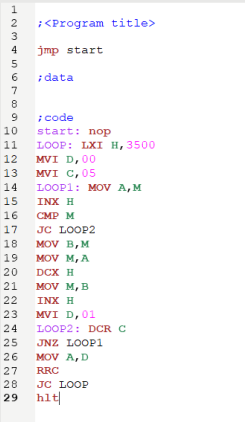 1
2 ;<Program title>
3
4 jmp start
5
6 ;data
7
8
9 ;code
10 start: nop
11 LOOP: LXI H,3500
12 MVI D,00
13 MVI C,05
14 LOOP1: MOV A,M
15 INX H
16 CMP M
17 JC LOOP2
18 MOV B,M
19 MOV M,A
20 DCX H
21 MOV M,B
22 INX H
23 MVI D,01
24 LOOP2: DCR C
25 JNZ LOOP1
26 MOV A,D
27 RRC
28 JC LOOP
29 hlt